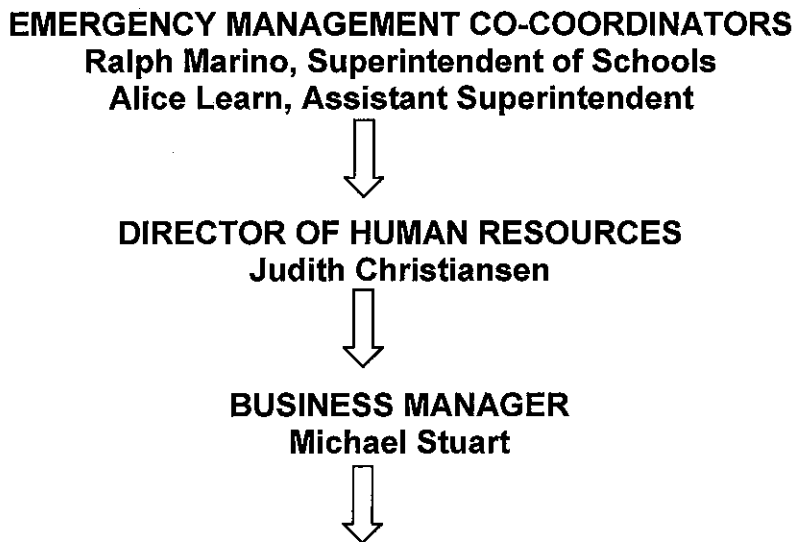 EMERGENCY MANAGEMENT CO-COORDINATORS
Ralph Marino, Superintendent of Schools
Alice Learn, Assistant Superintendent
DIRECTOR OF HUMAN RESOURCES
Judith Christiansen
BUSINESS MANAGER
Michael Stuart